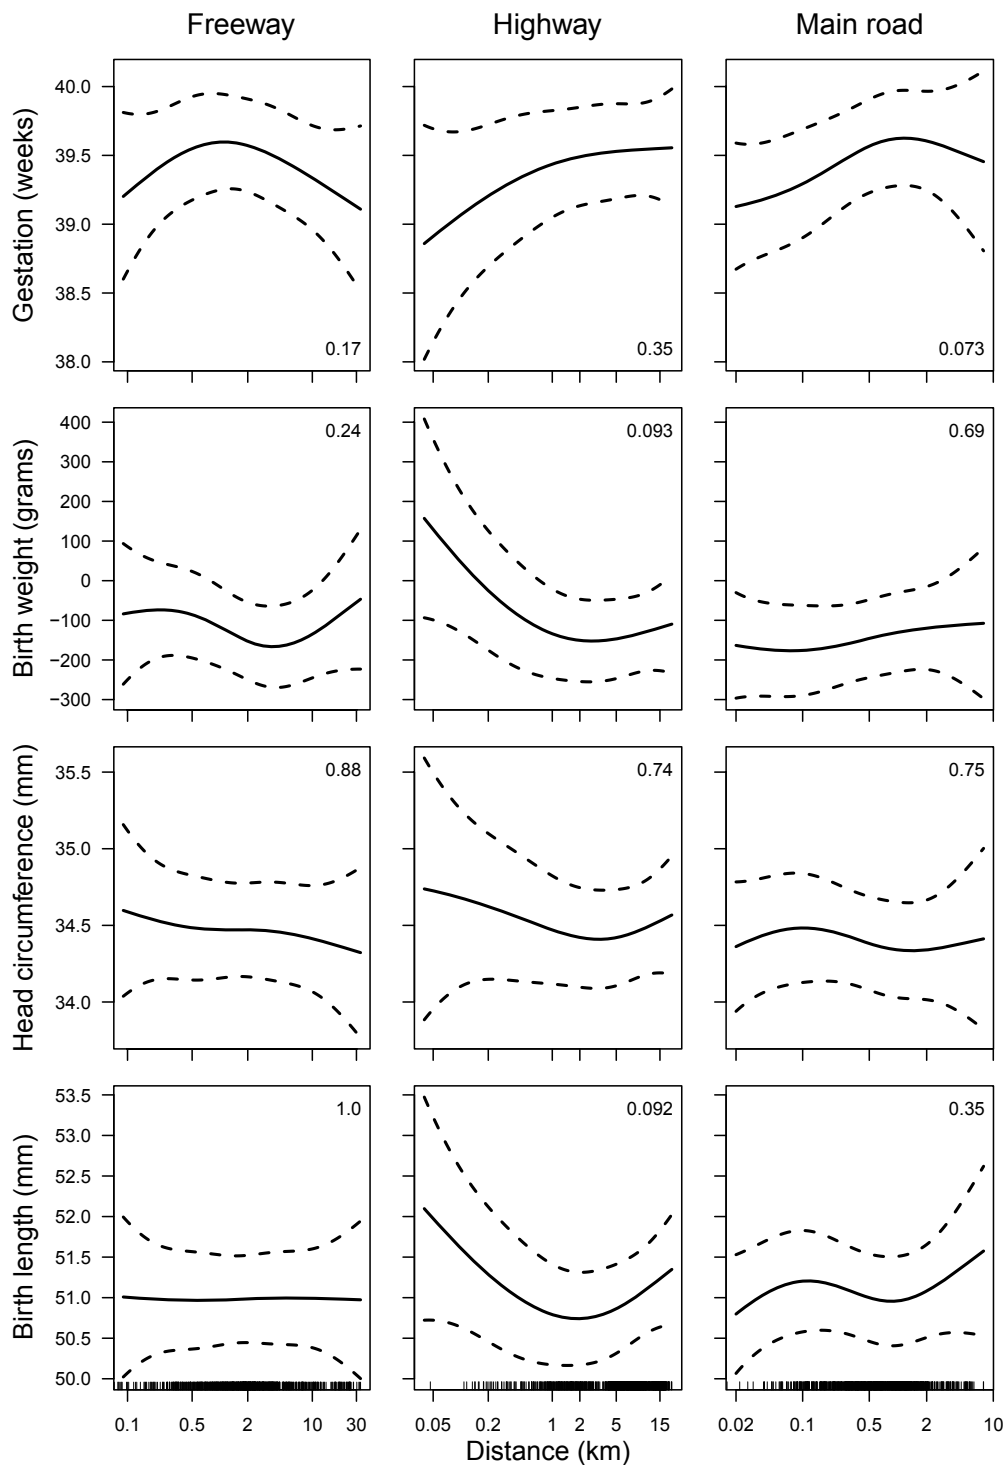 Freeway Highway Main road
Gestation (weeks)
40.0
39.5
39.0
38.5
38.0
0.17 0.35 0.073
Birth weight (grams)
400
300
200
100
0
−100
−200
−300
0.24 0.093 0.69
Head circumference (mm)
35.5
35.0
34.5
34.0
0.88 0.74 0.75
Birth length (mm)
53.5
53.0
52.5
52.0
51.5
51.0
50.5
50.0
1.0 0.092 0.35
0.1 0.5 2 10 30 0.05 0.2 1 2 5 15 0.02 0.1 0.5 2 10
Distance (km)